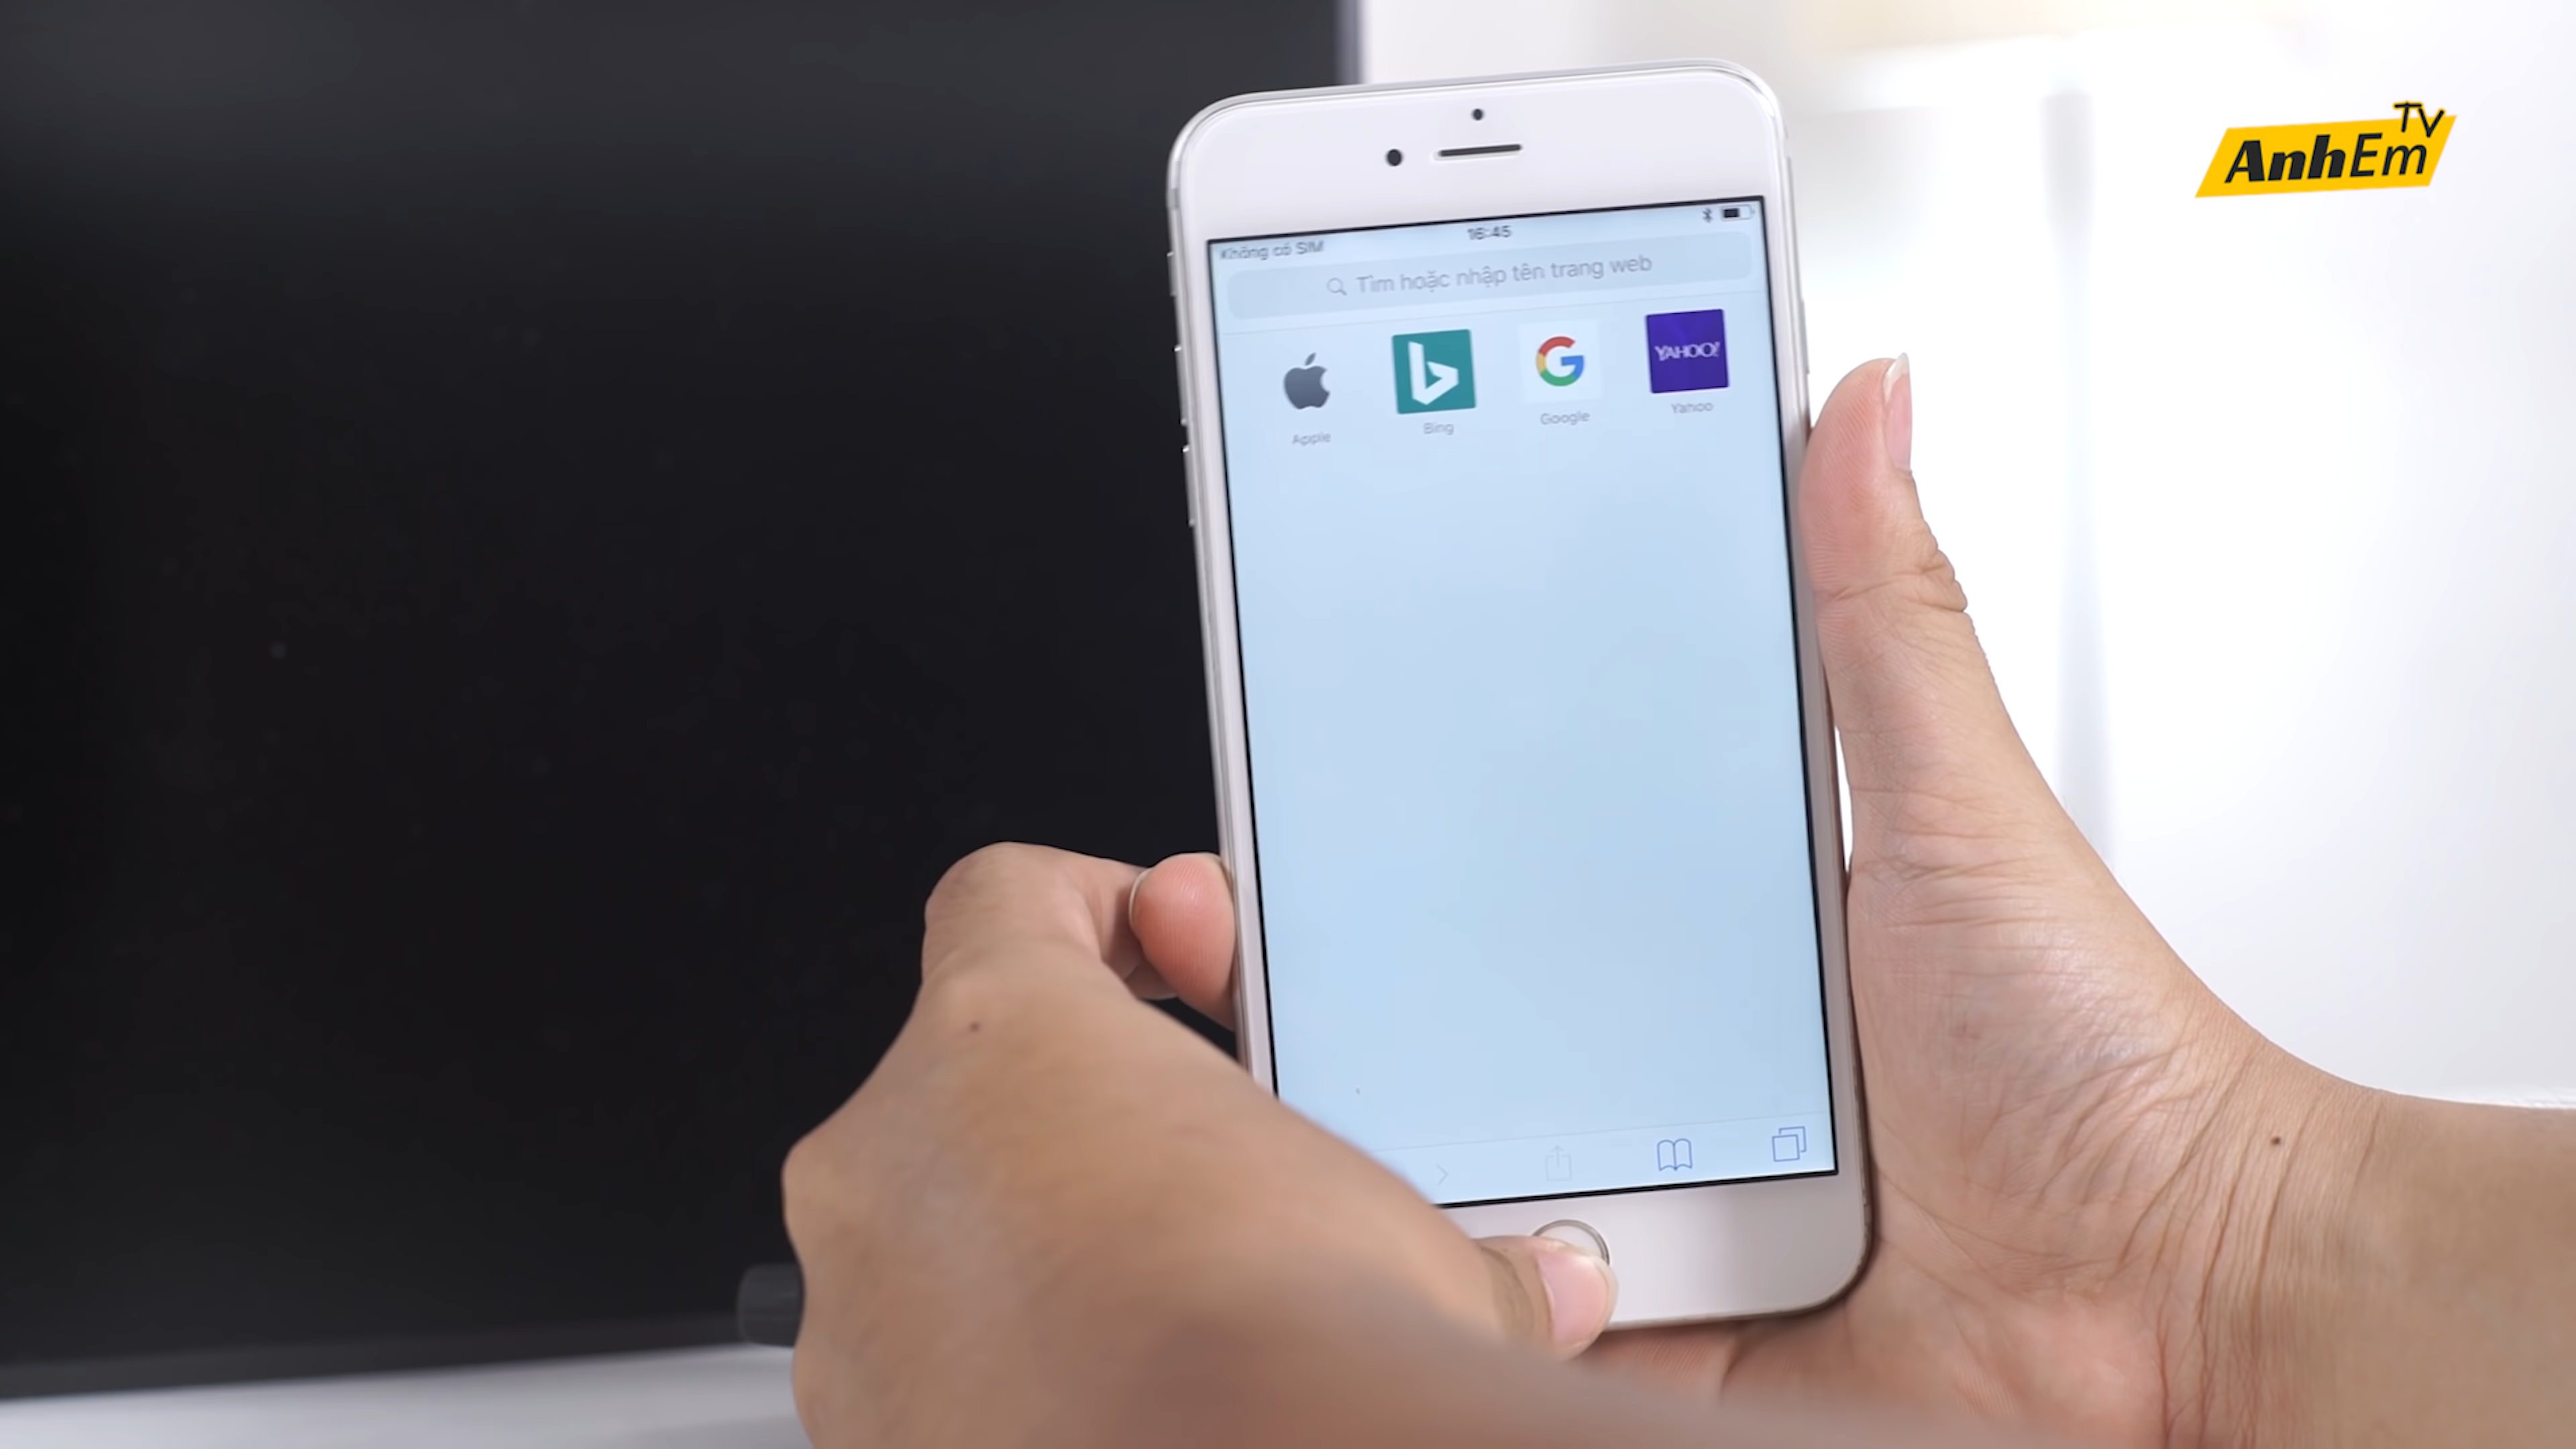 AnhEm TV
Không có SIM
16:45
Tìm hoặc nhập tên trang web
Apple
Bing
Google
YAHOO!
Yahoo